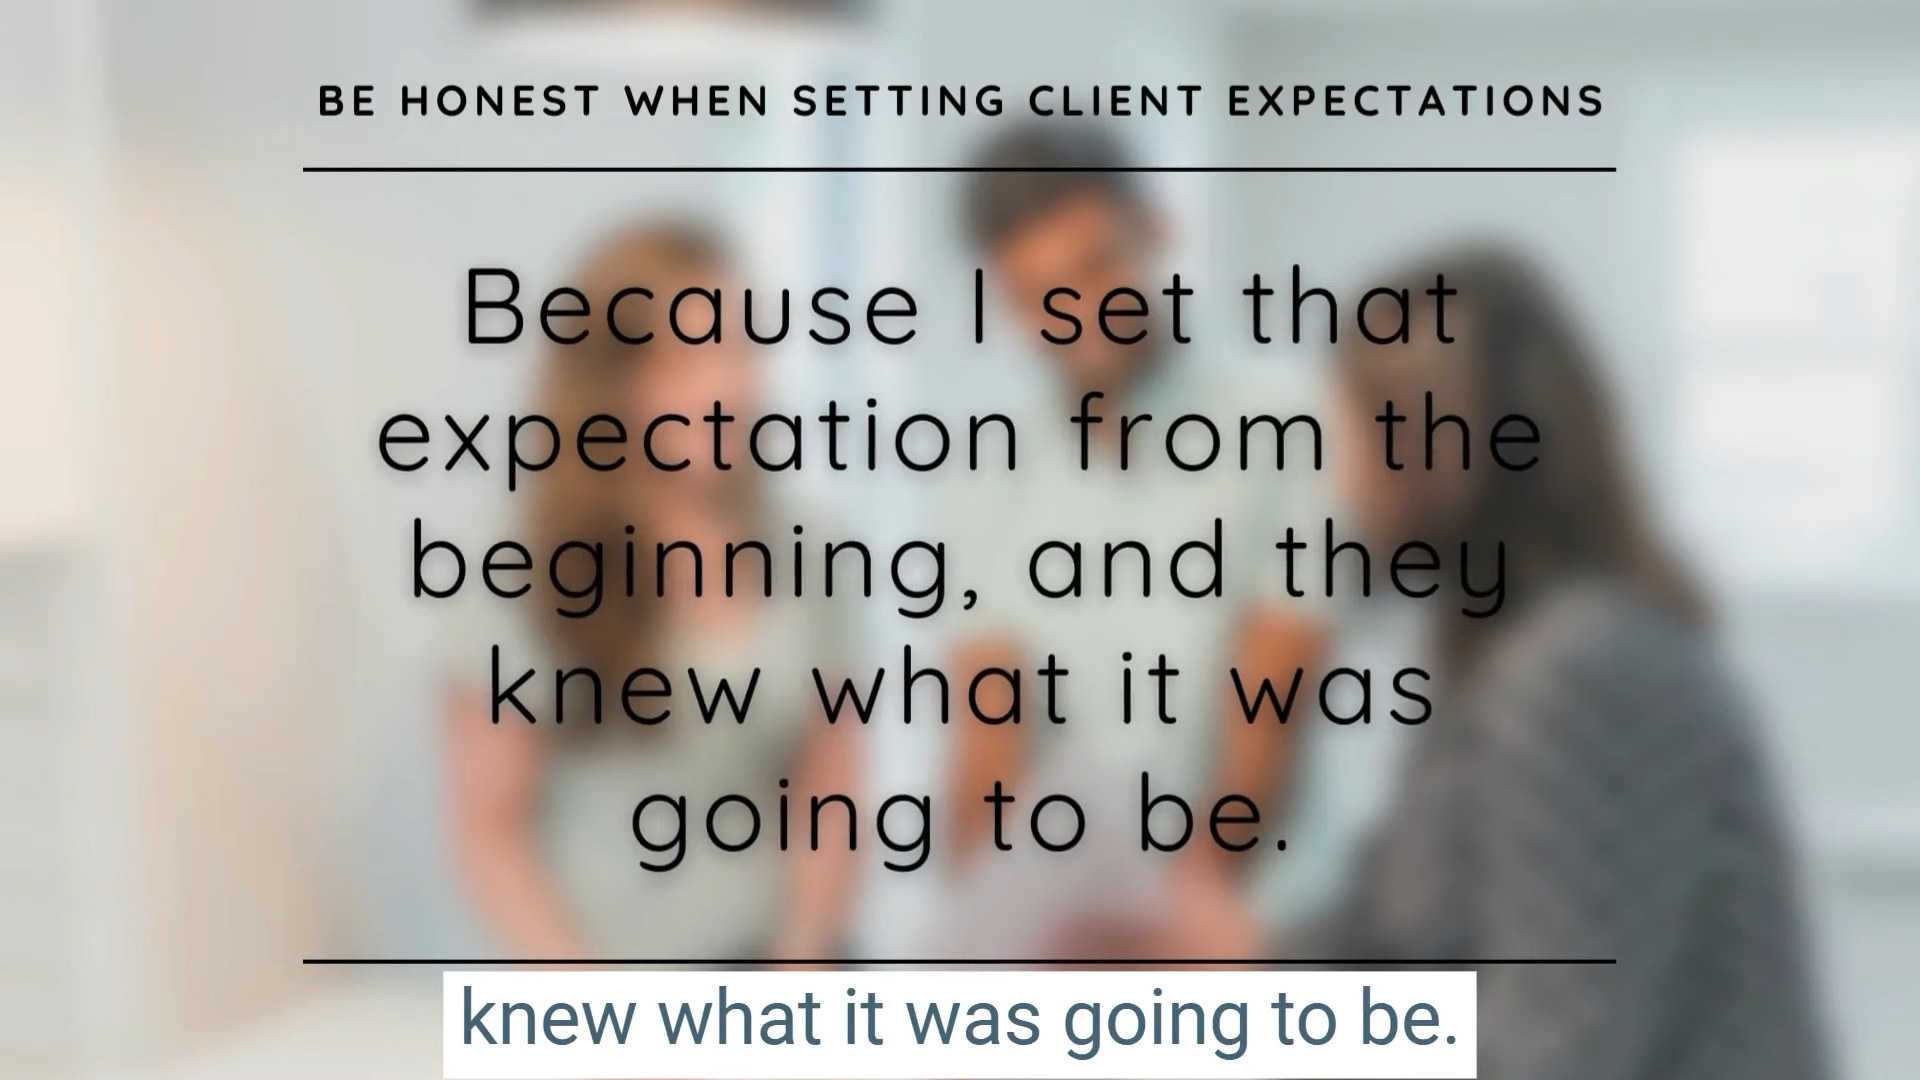 BE HONEST WHEN SETTING CLIENT EXPECTATIONS
Because I set that
expectation from the
beginning, and they
knew what it was
going to be.
knew what it was going to be.